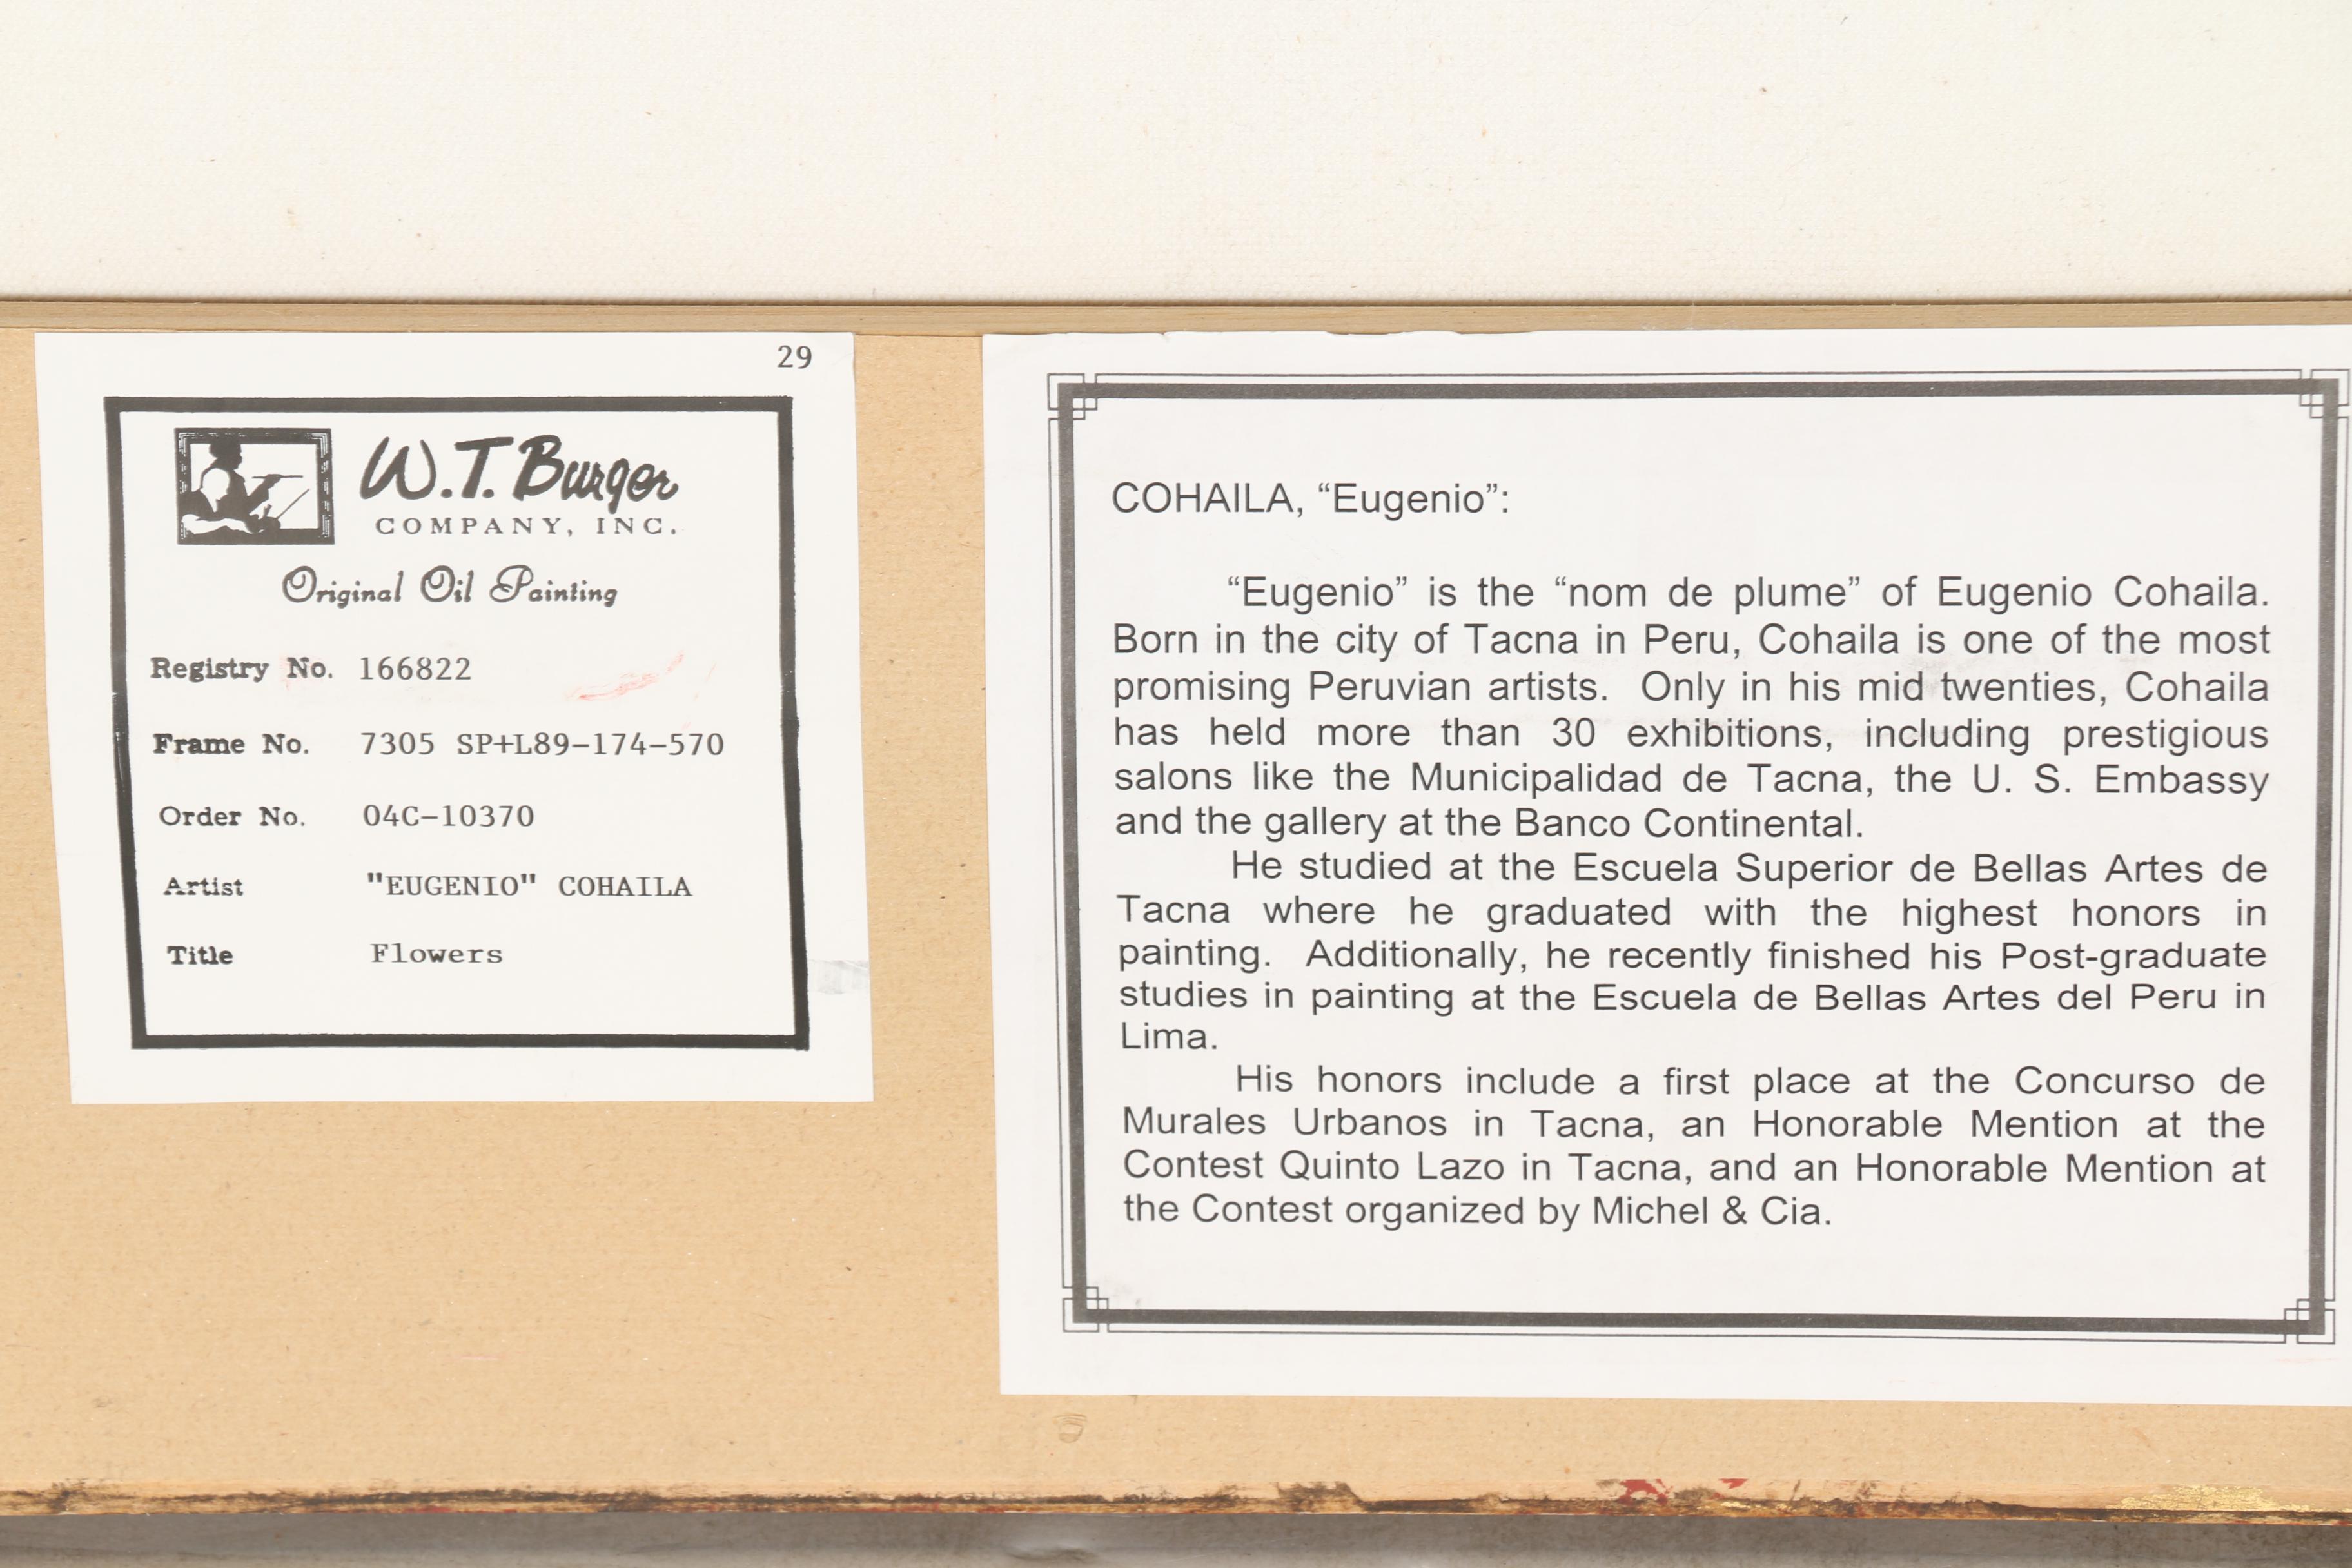 29
W.T. Burger
COMPANY, INC.
Original Oil Painting
Registry No. 166822
Frame No. 7305 SP+L89-174-570
Order No. 04C-10370
Artist "EUGENIO" COHAILA
Title Flowers
COHAILA, “Eugenio”:
“Eugenio” is the “nom de plume” of Eugenio Cohaila.
Born in the city of Tacna in Peru, Cohaila is one of the most
promising Peruvian artists. Only in his mid twenties, Cohaila
has held more than 30 exhibitions, including prestigious
salons like the Municipalidad de Tacna, the U. S. Embassy
and the gallery at the Banco Continental.
He studied at the Escuela Superior de Bellas Artes de
Tacna where he graduated with the highest honors in
painting. Additionally, he recently finished his Post-graduate
studies in painting at the Escuela de Bellas Artes del Peru in
Lima.
His honors include a first place at the Concurso de
Murales Urbanos in Tacna, an Honorable Mention at the
Contest Quinto Lazo in Tacna, and an Honorable Mention at
the Contest organized by Michel & Cia.